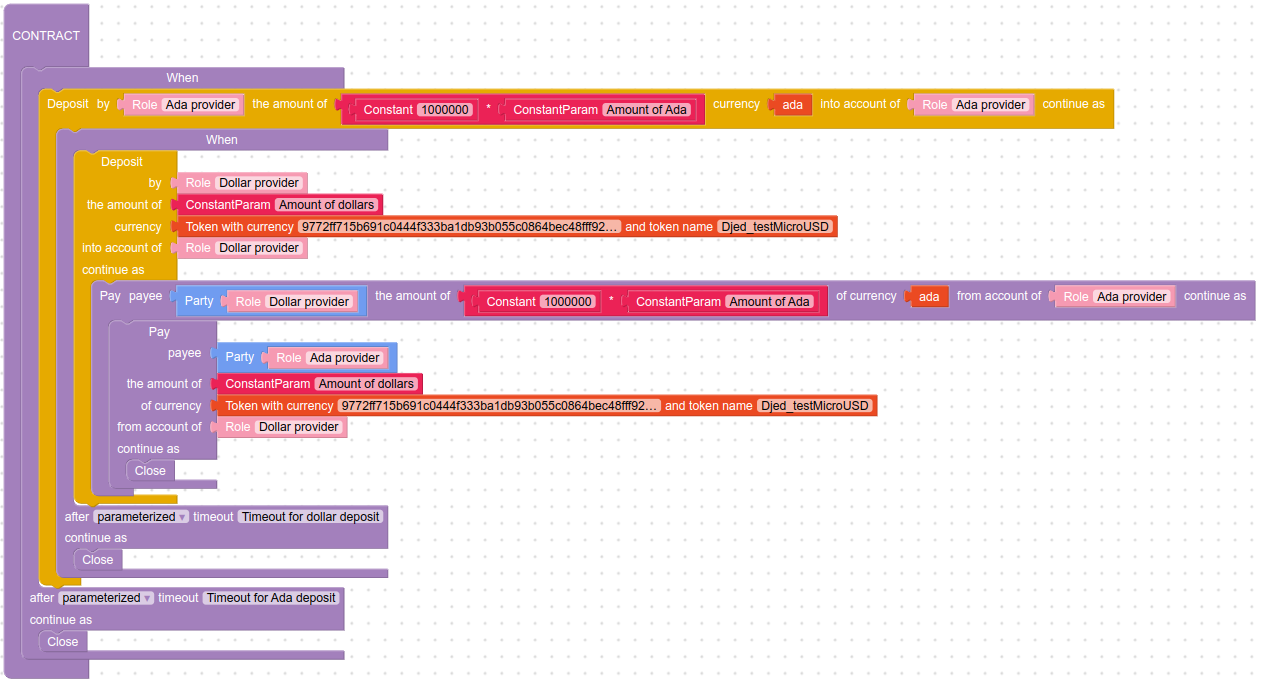 CONTRACT
When
Deposit by Role Ada provider the amount of Constant 1000000 * ConstantParam Amount of Ada currency ada into account of Role Ada provider continue as
When
Deposit
by Role Dollar provider
the amount of ConstantParam Amount of dollars
currency Token with currency 9772ff715b691c0444f333ba1db93b055c0864bec48fff92... and token name Djed_testMicroUSD
into account of Role Dollar provider
continue as
Pay payee Party Role Dollar provider the amount of Constant 1000000 * ConstantParam Amount of Ada of currency ada from account of Role Ada provider continue as
Pay
payee Party Role Ada provider
the amount of ConstantParam Amount of dollars
of currency Token with currency 9772ff715b691c0444f333ba1db93b055c0864bec48fff92... and token name Djed_testMicroUSD
from account of Role Dollar provider
continue as
Close
after parameterized timeout Timeout for dollar deposit
continue as
Close
after parameterized timeout Timeout for Ada deposit
continue as
Close